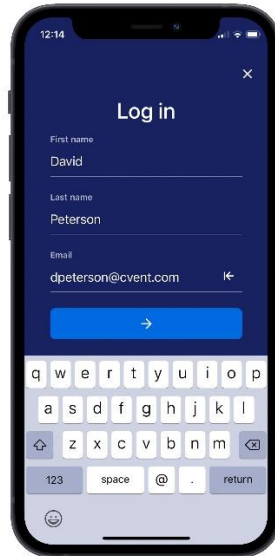 12:14
Log in
First name
David
Last name
Peterson
Email
dpeterson@cvent.com
q w e r t y u i o p
a s d f g h j k l
z x c v b n m
123 space @ . return